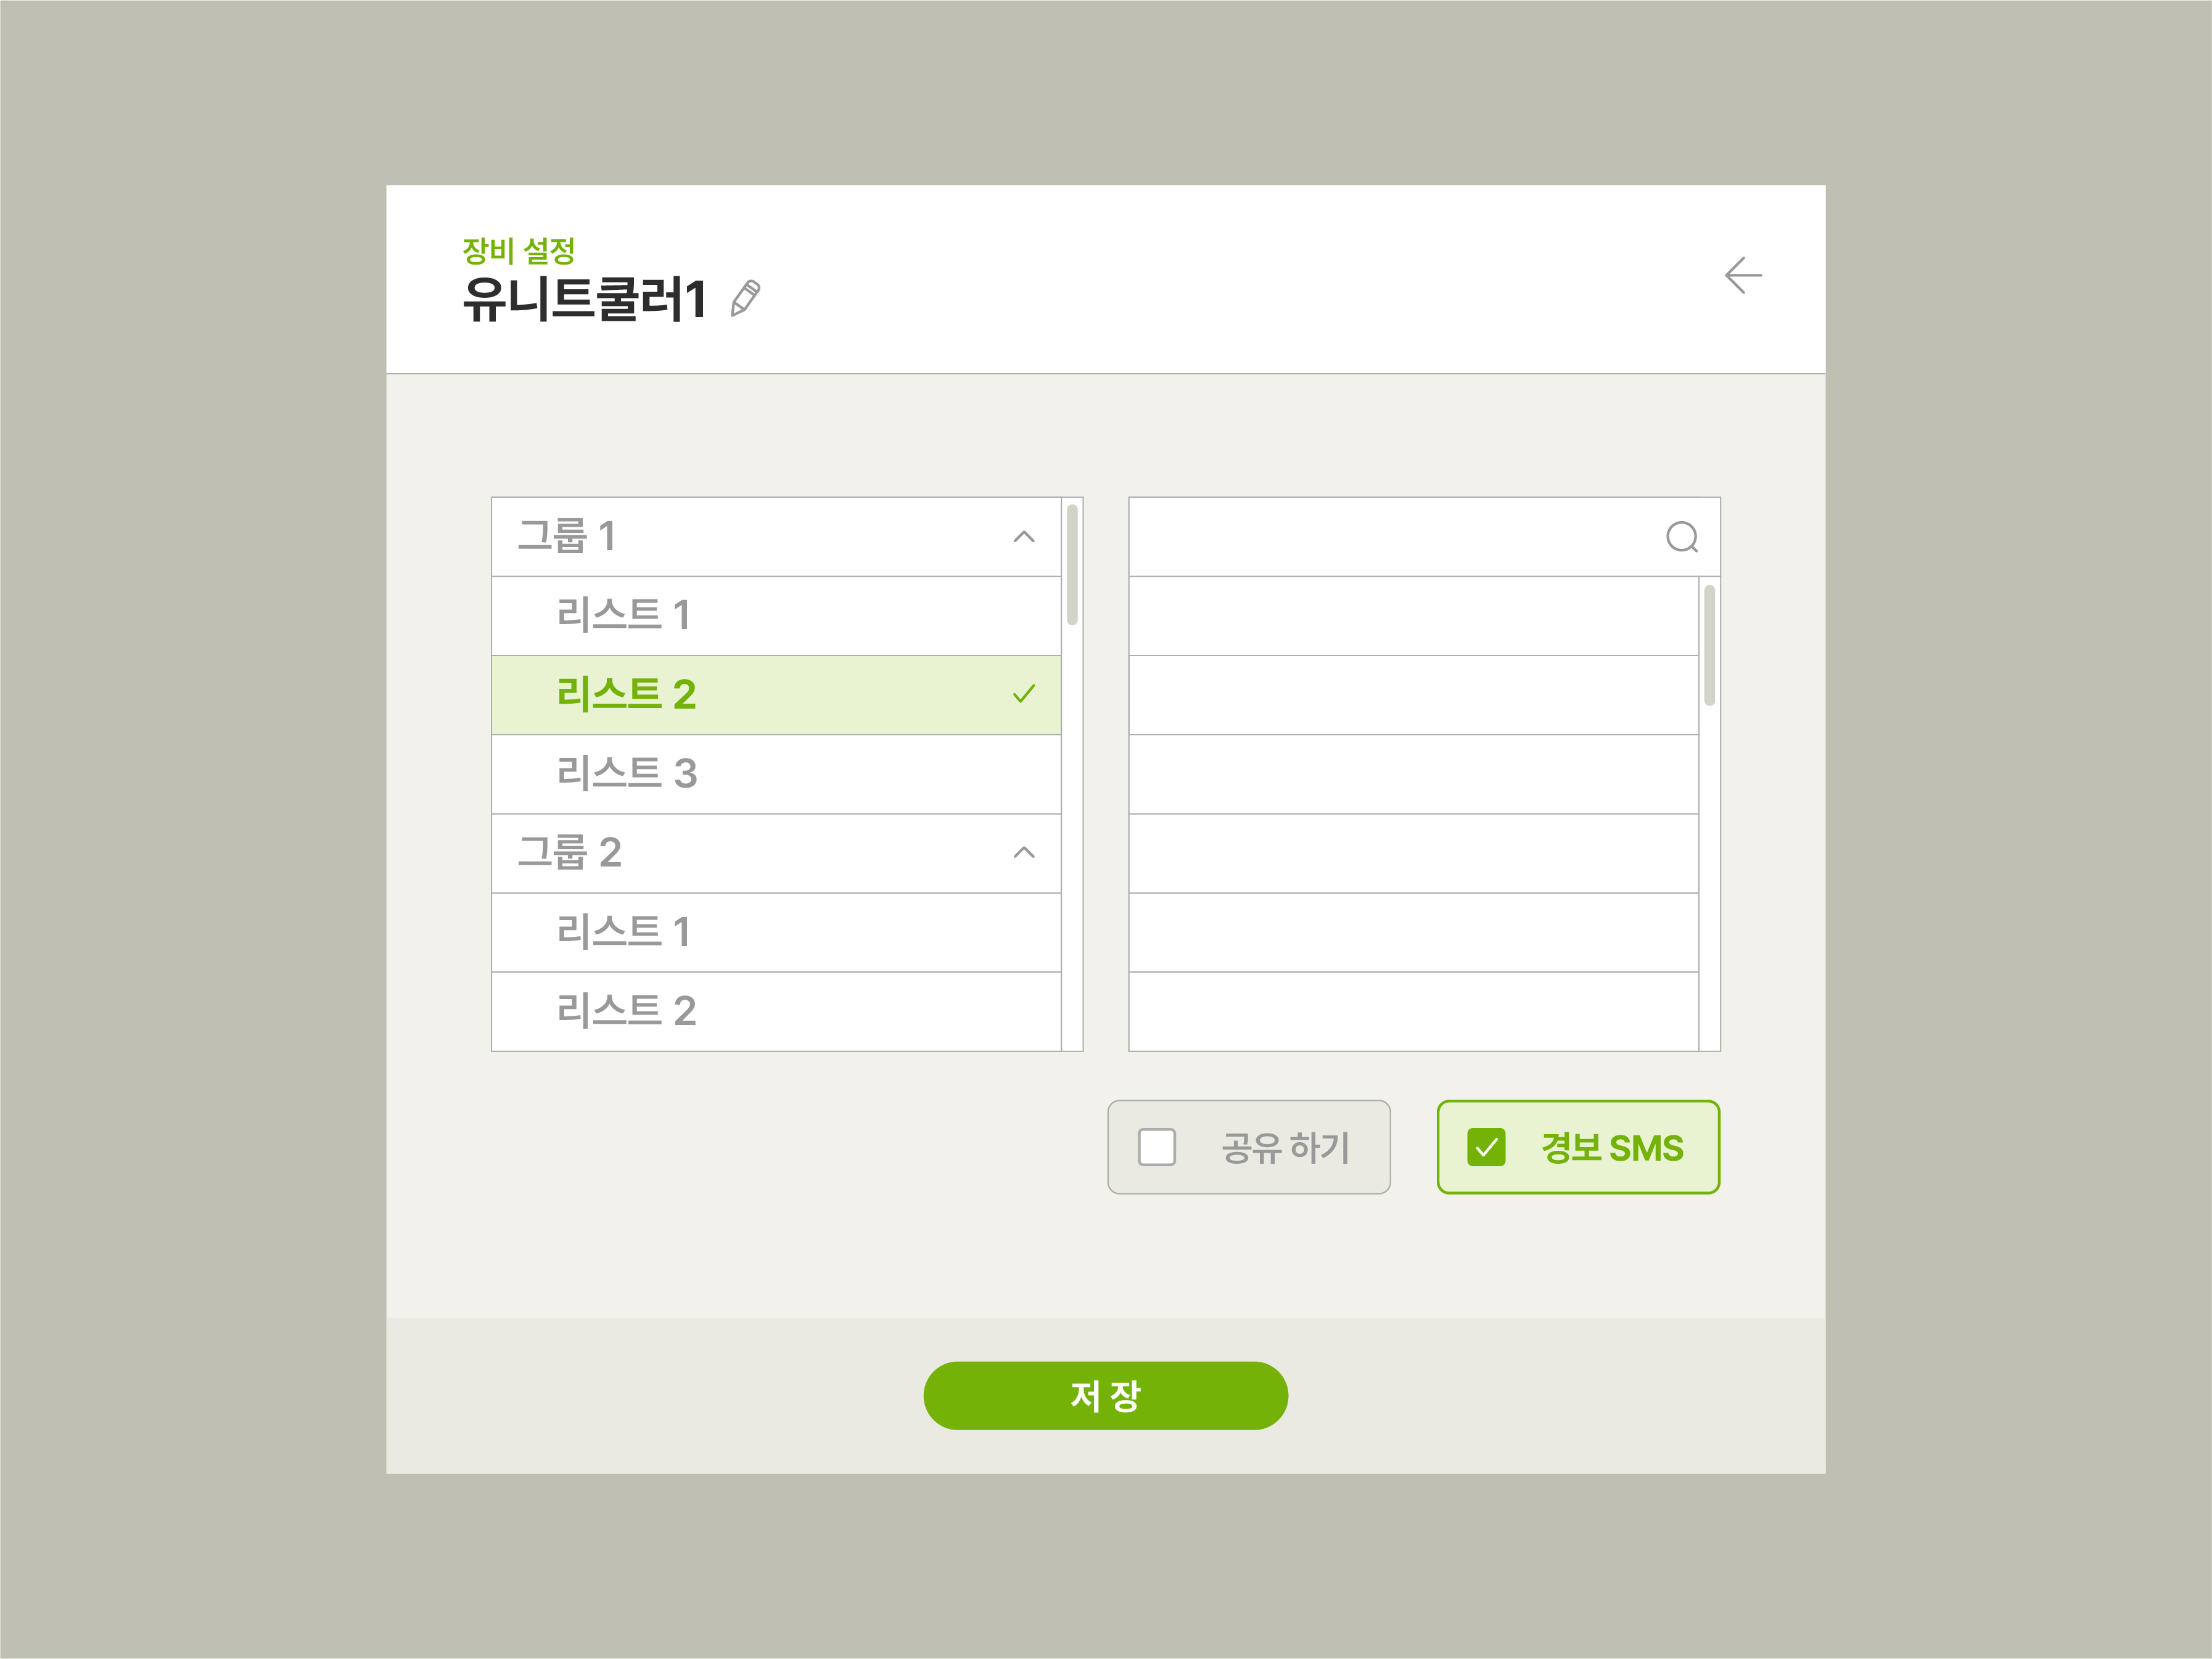 장비 설정
유니트쿨러1
그룹 1
리스트 1
리스트 2
리스트 3
그룹 2
리스트 1
리스트 2
공유 하기
경보 SMS
저 장